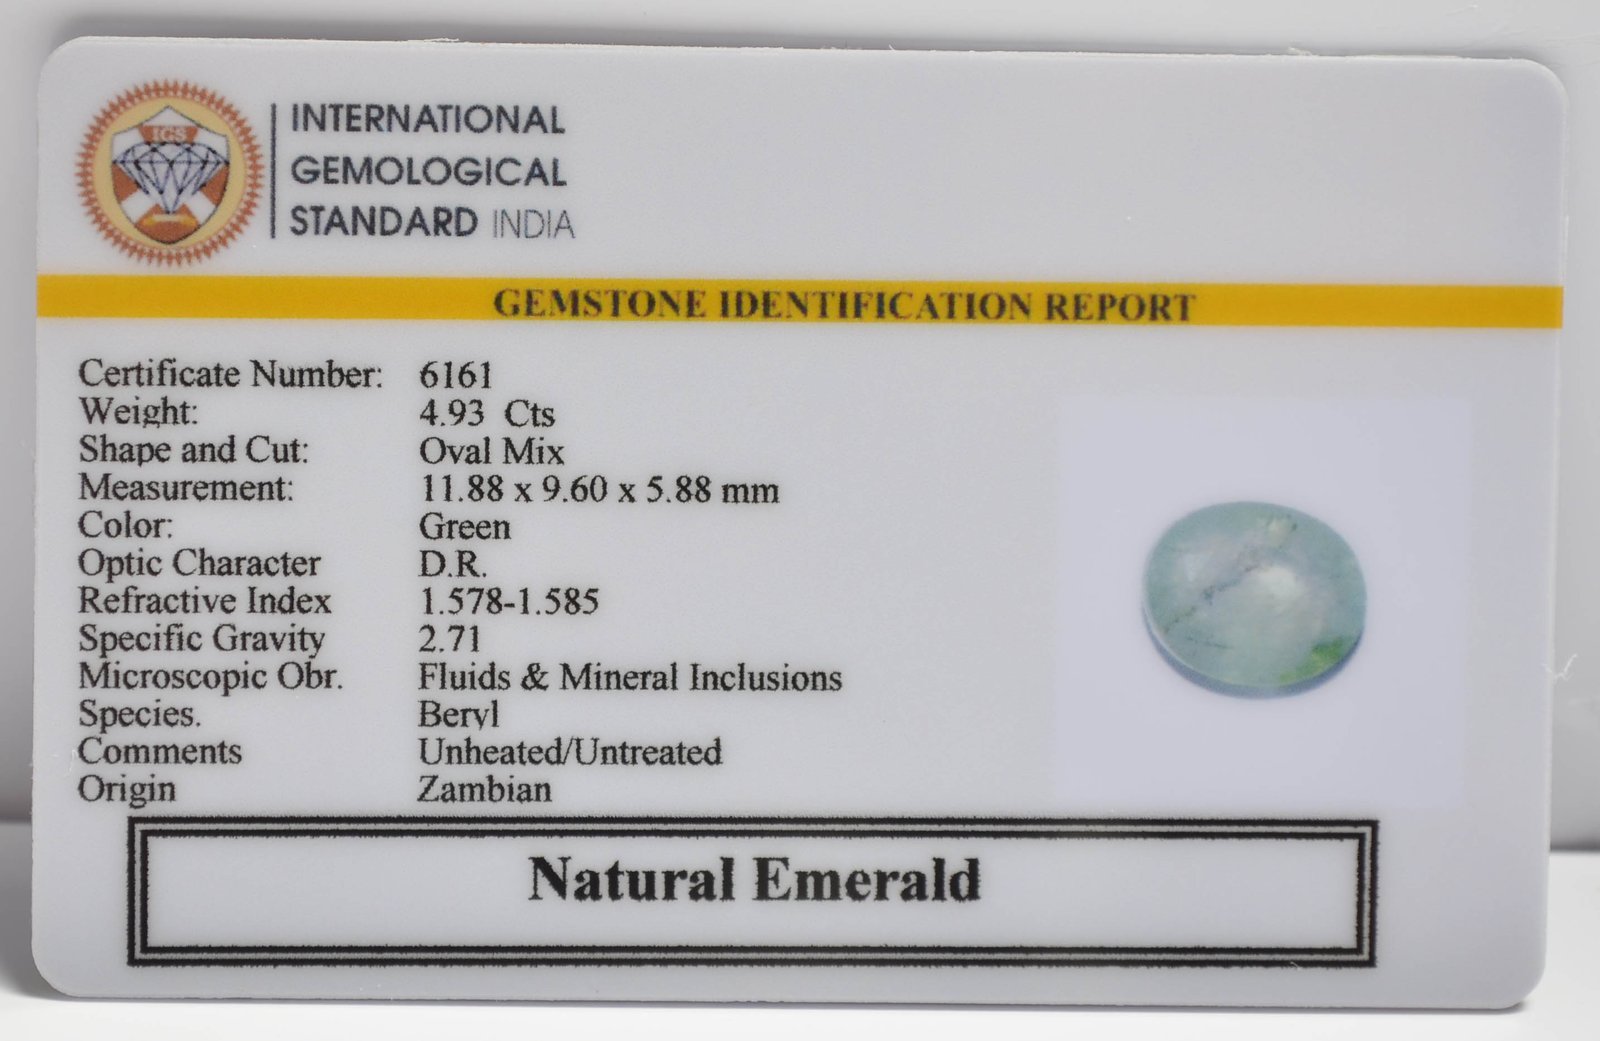 IGS
INTERNATIONAL
GEMOLOGICAL
STANDARD INDIA
GEMSTONE IDENTIFICATION REPORT
Certificate Number: 6161
Weight: 4.93 Cts
Shape and Cut: Oval Mix
Measurement: 11.88 x 9.60 x 5.88 mm
Color: Green
Optic Character D.R.
Refractive Index 1.578-1.585
Specific Gravity 2.71
Microscopic Obr. Fluids & Mineral Inclusions
Species. Beryl
Comments Unheated/Untreated
Origin Zambian
Natural Emerald